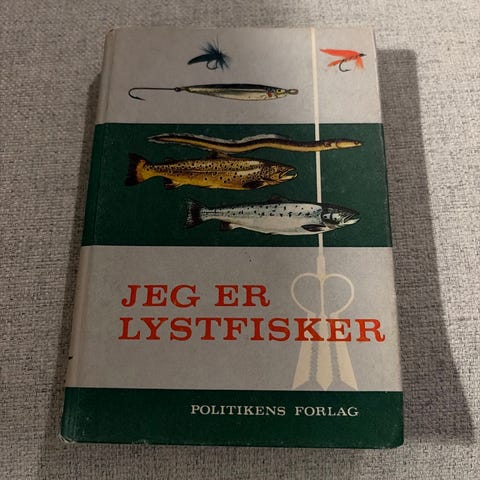 JEG ER
LYSTFISKER
POLITIKENS FORLAG